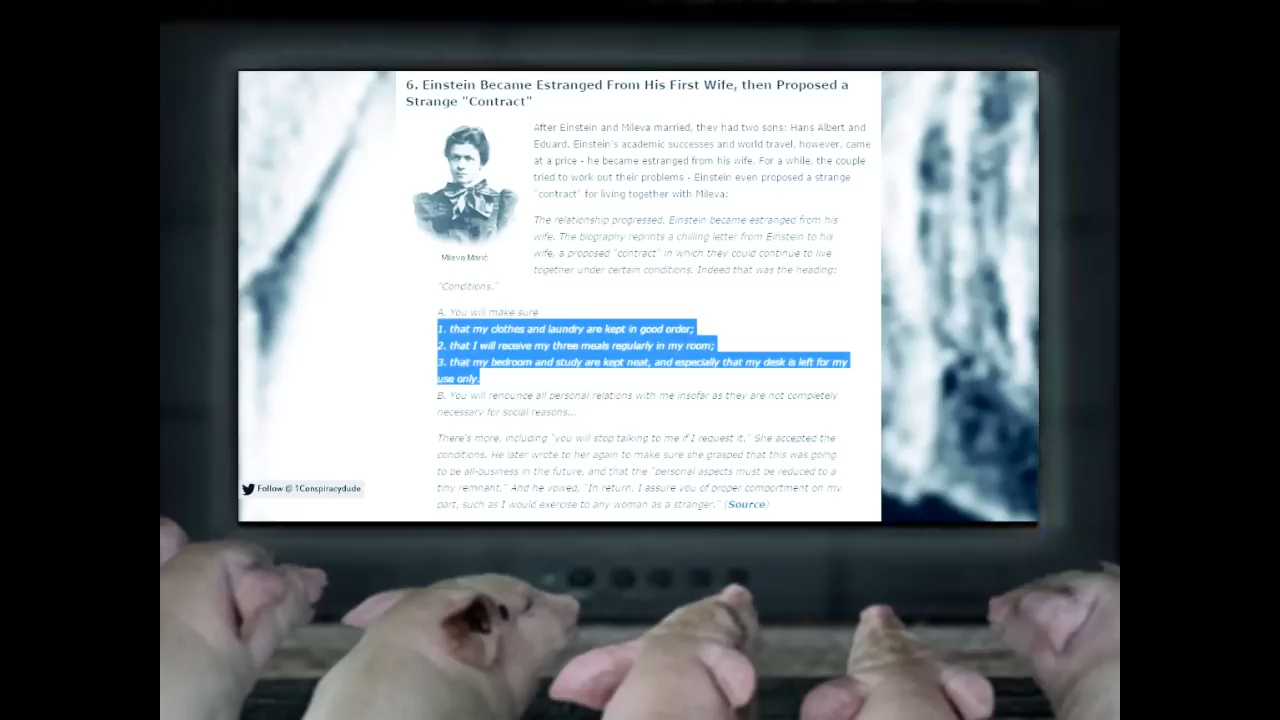 6. Einstein Became Estranged From His First Wife, then Proposed a
Strange "Contract"
After Einstein and Mileva married, they had two sons: Hans Albert and
Eduard. Einstein's academic successes and world travel, however, came
at a price - he became estranged from his wife. For a while, the couple
tried to work out their problems - Einstein even proposed a strange
"contract" for living together with Mileva:
The relationship progressed. Einstein became estranged from his
wife. The biography reprints a chilling letter from Einstein to his
wife, a proposed "contract" in which they could continue to live
together under certain conditions. Indeed that was the heading:
"Conditions."
Mileva Marić
A. You will make sure
1. that my clothes and laundry are kept in good order;
2. that I will receive my three meals regularly in my room;
3. that my bedroom and study are kept neat, and especially that my desk is left for my
use only.
B. You will renounce all personal relations with me insofar as they are not completely
necessary for social reasons...
There's more, including "you will stop talking to me if I request it." She accepted the
conditions. He later wrote to her again to make sure she grasped that this was going
to be all-business in the future, and that the "personal aspects must be reduced to a
tiny remnant." And he vowed, "In return, I assure you of proper comportment on my
part, such as I would exercise to any woman as a stranger." (Source)
Follow @1Conspiracydude